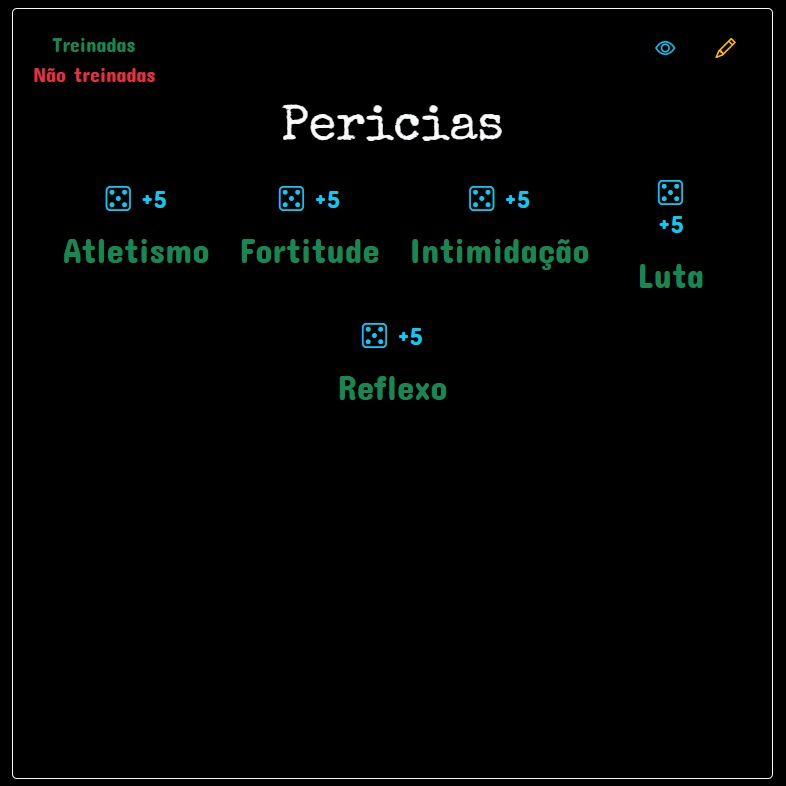 Treinadas
Não treinadas
Pericias
+5 +5 +5
+5
Atletismo Fortitude Intimidação
Luta
+5
Reflexo